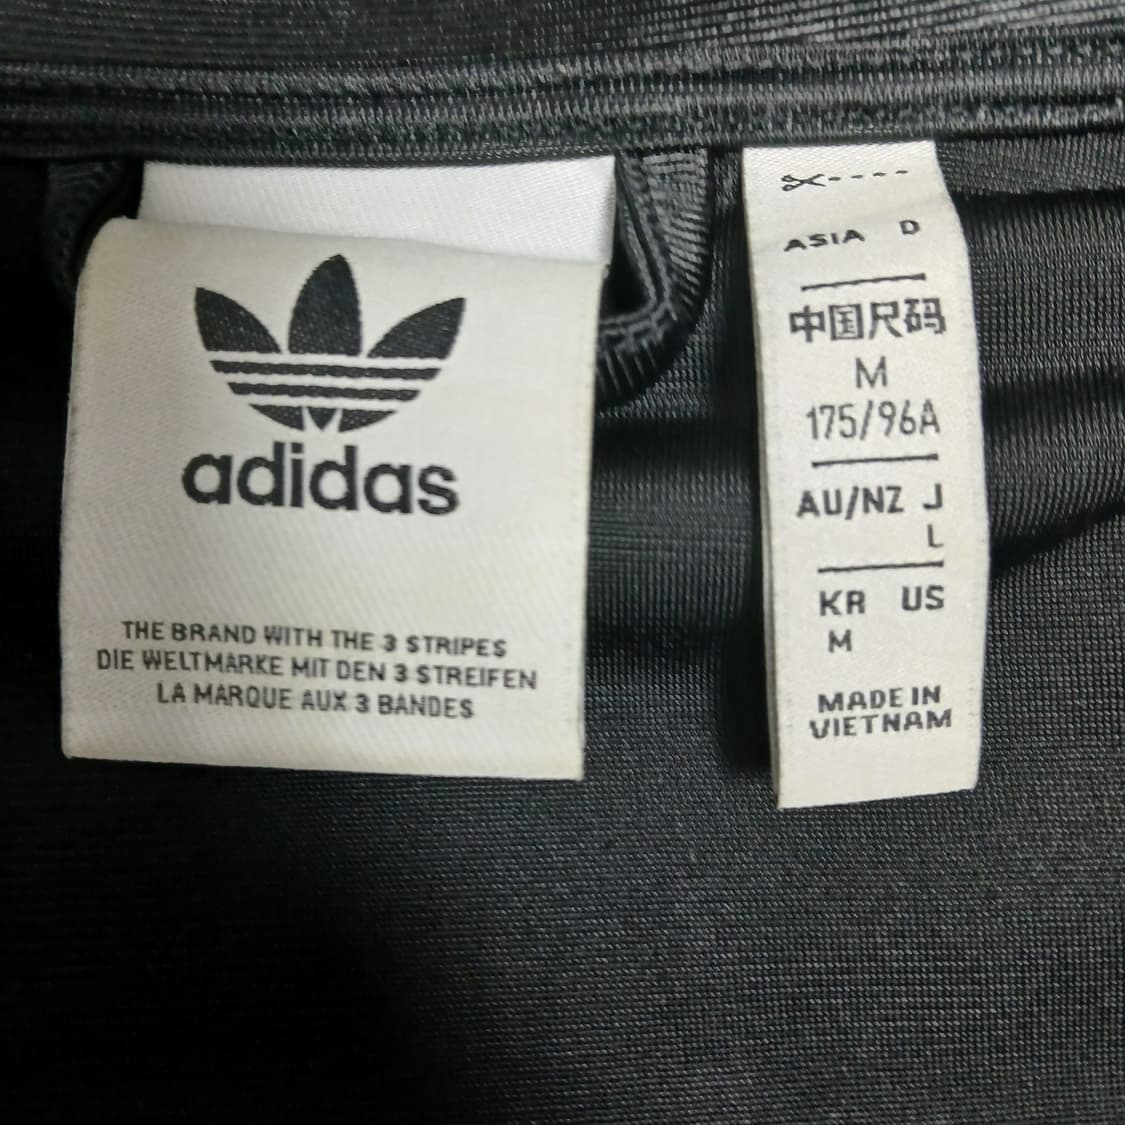 adidas
THE BRAND WITH THE 3 STRIPES
DIE WELTMARKE MIT DEN 3 STREIFEN
LA MARQUE AUX 3 BANDES
ASIA D
中国尺码
M
175/96A
AU/NZ J
L
KR US
M
MADE IN
VIETNAM